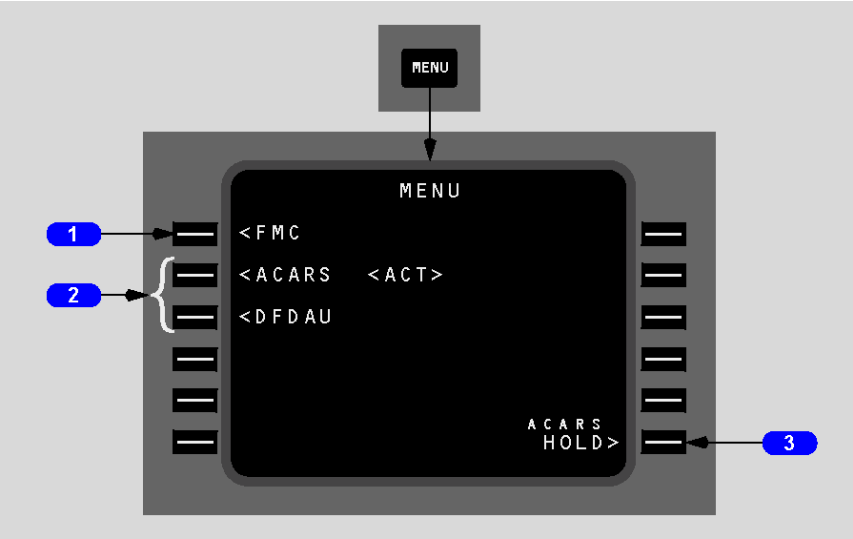 MENU
MENU
1
<FMC
2
<ACARS <ACT>
<DFDAU
ACARS
HOLD>
3